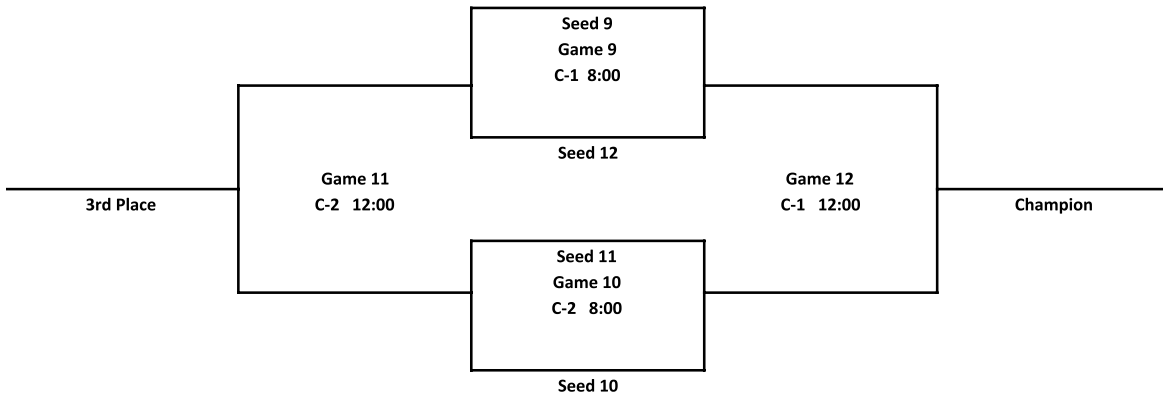 Seed 9
Game 9
C-1 8:00
Seed 12
Game 11
C-2 12:00
Game 12
C-1 12:00
3rd Place
Champion
Seed 11
Game 10
C-2 8:00
Seed 10